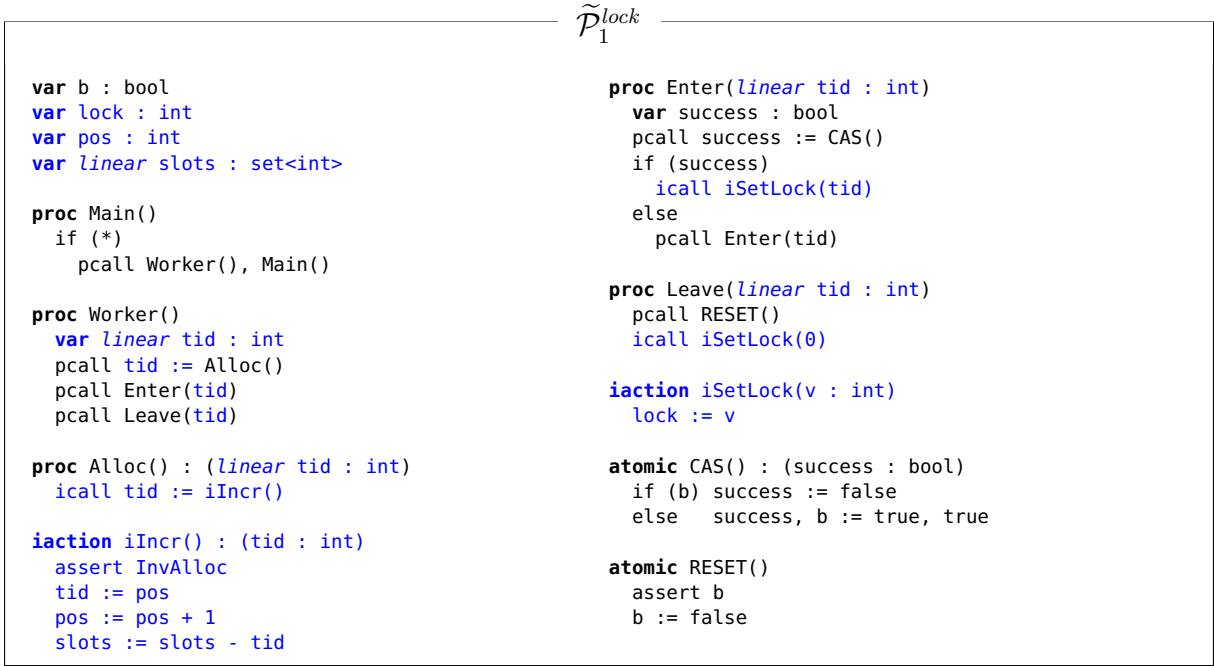 𝒫̃₁ˡᵒᶜᵏ
var b : bool
var lock : int
var pos : int
var linear slots : set<int>

proc Main()
  if (*)
    pcall Worker(), Main()

proc Worker()
  var linear tid : int
  pcall tid := Alloc()
  pcall Enter(tid)
  pcall Leave(tid)

proc Alloc() : (linear tid : int)
  icall tid := iIncr()

iaction iIncr() : (tid : int)
  assert InvAlloc
  tid := pos
  pos := pos + 1
  slots := slots - tid

proc Enter(linear tid : int)
  var success : bool
  pcall success := CAS()
  if (success)
    icall iSetLock(tid)
  else
    pcall Enter(tid)

proc Leave(linear tid : int)
  pcall RESET()
  icall iSetLock(0)

iaction iSetLock(v : int)
  lock := v

atomic CAS() : (success : bool)
  if (b) success := false
  else   success, b := true, true

atomic RESET()
  assert b
  b := false